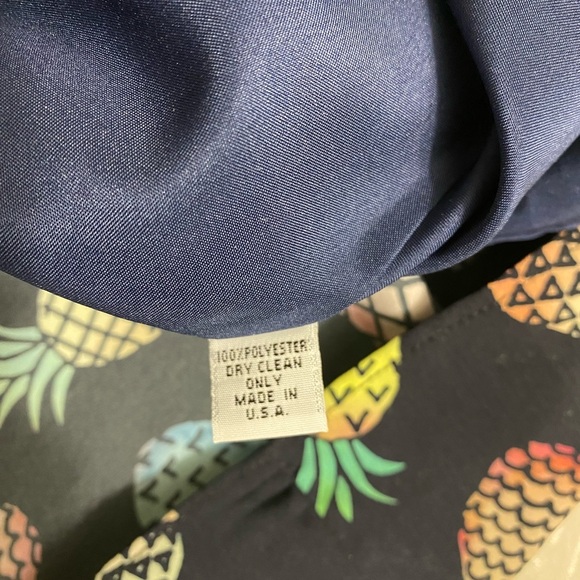 100%POLYESTER
DRY CLEAN
ONLY
MADE IN
U.S.A.